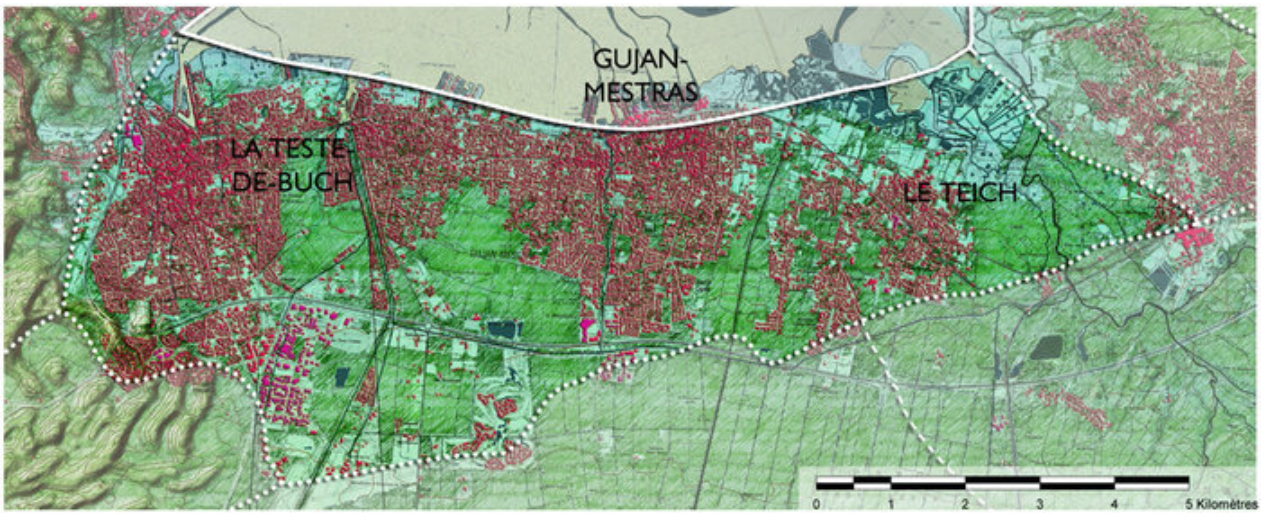 GUJAN-
MESTRAS
LA TESTE-
DE-BUCH
LE TEICH
0 1 2 3 4 5 Kilomètres